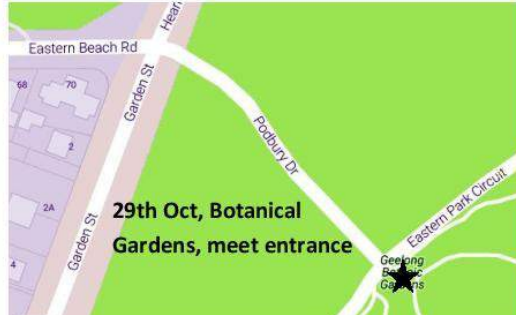 Hear
Eastern Beach Rd
Garden St
68
70
2
Podbury Dr
2A
29th Oct, Botanical
Gardens, meet entrance
Eastern Park Circuit
Garden St
4
Geelong
Botanic
Gardens